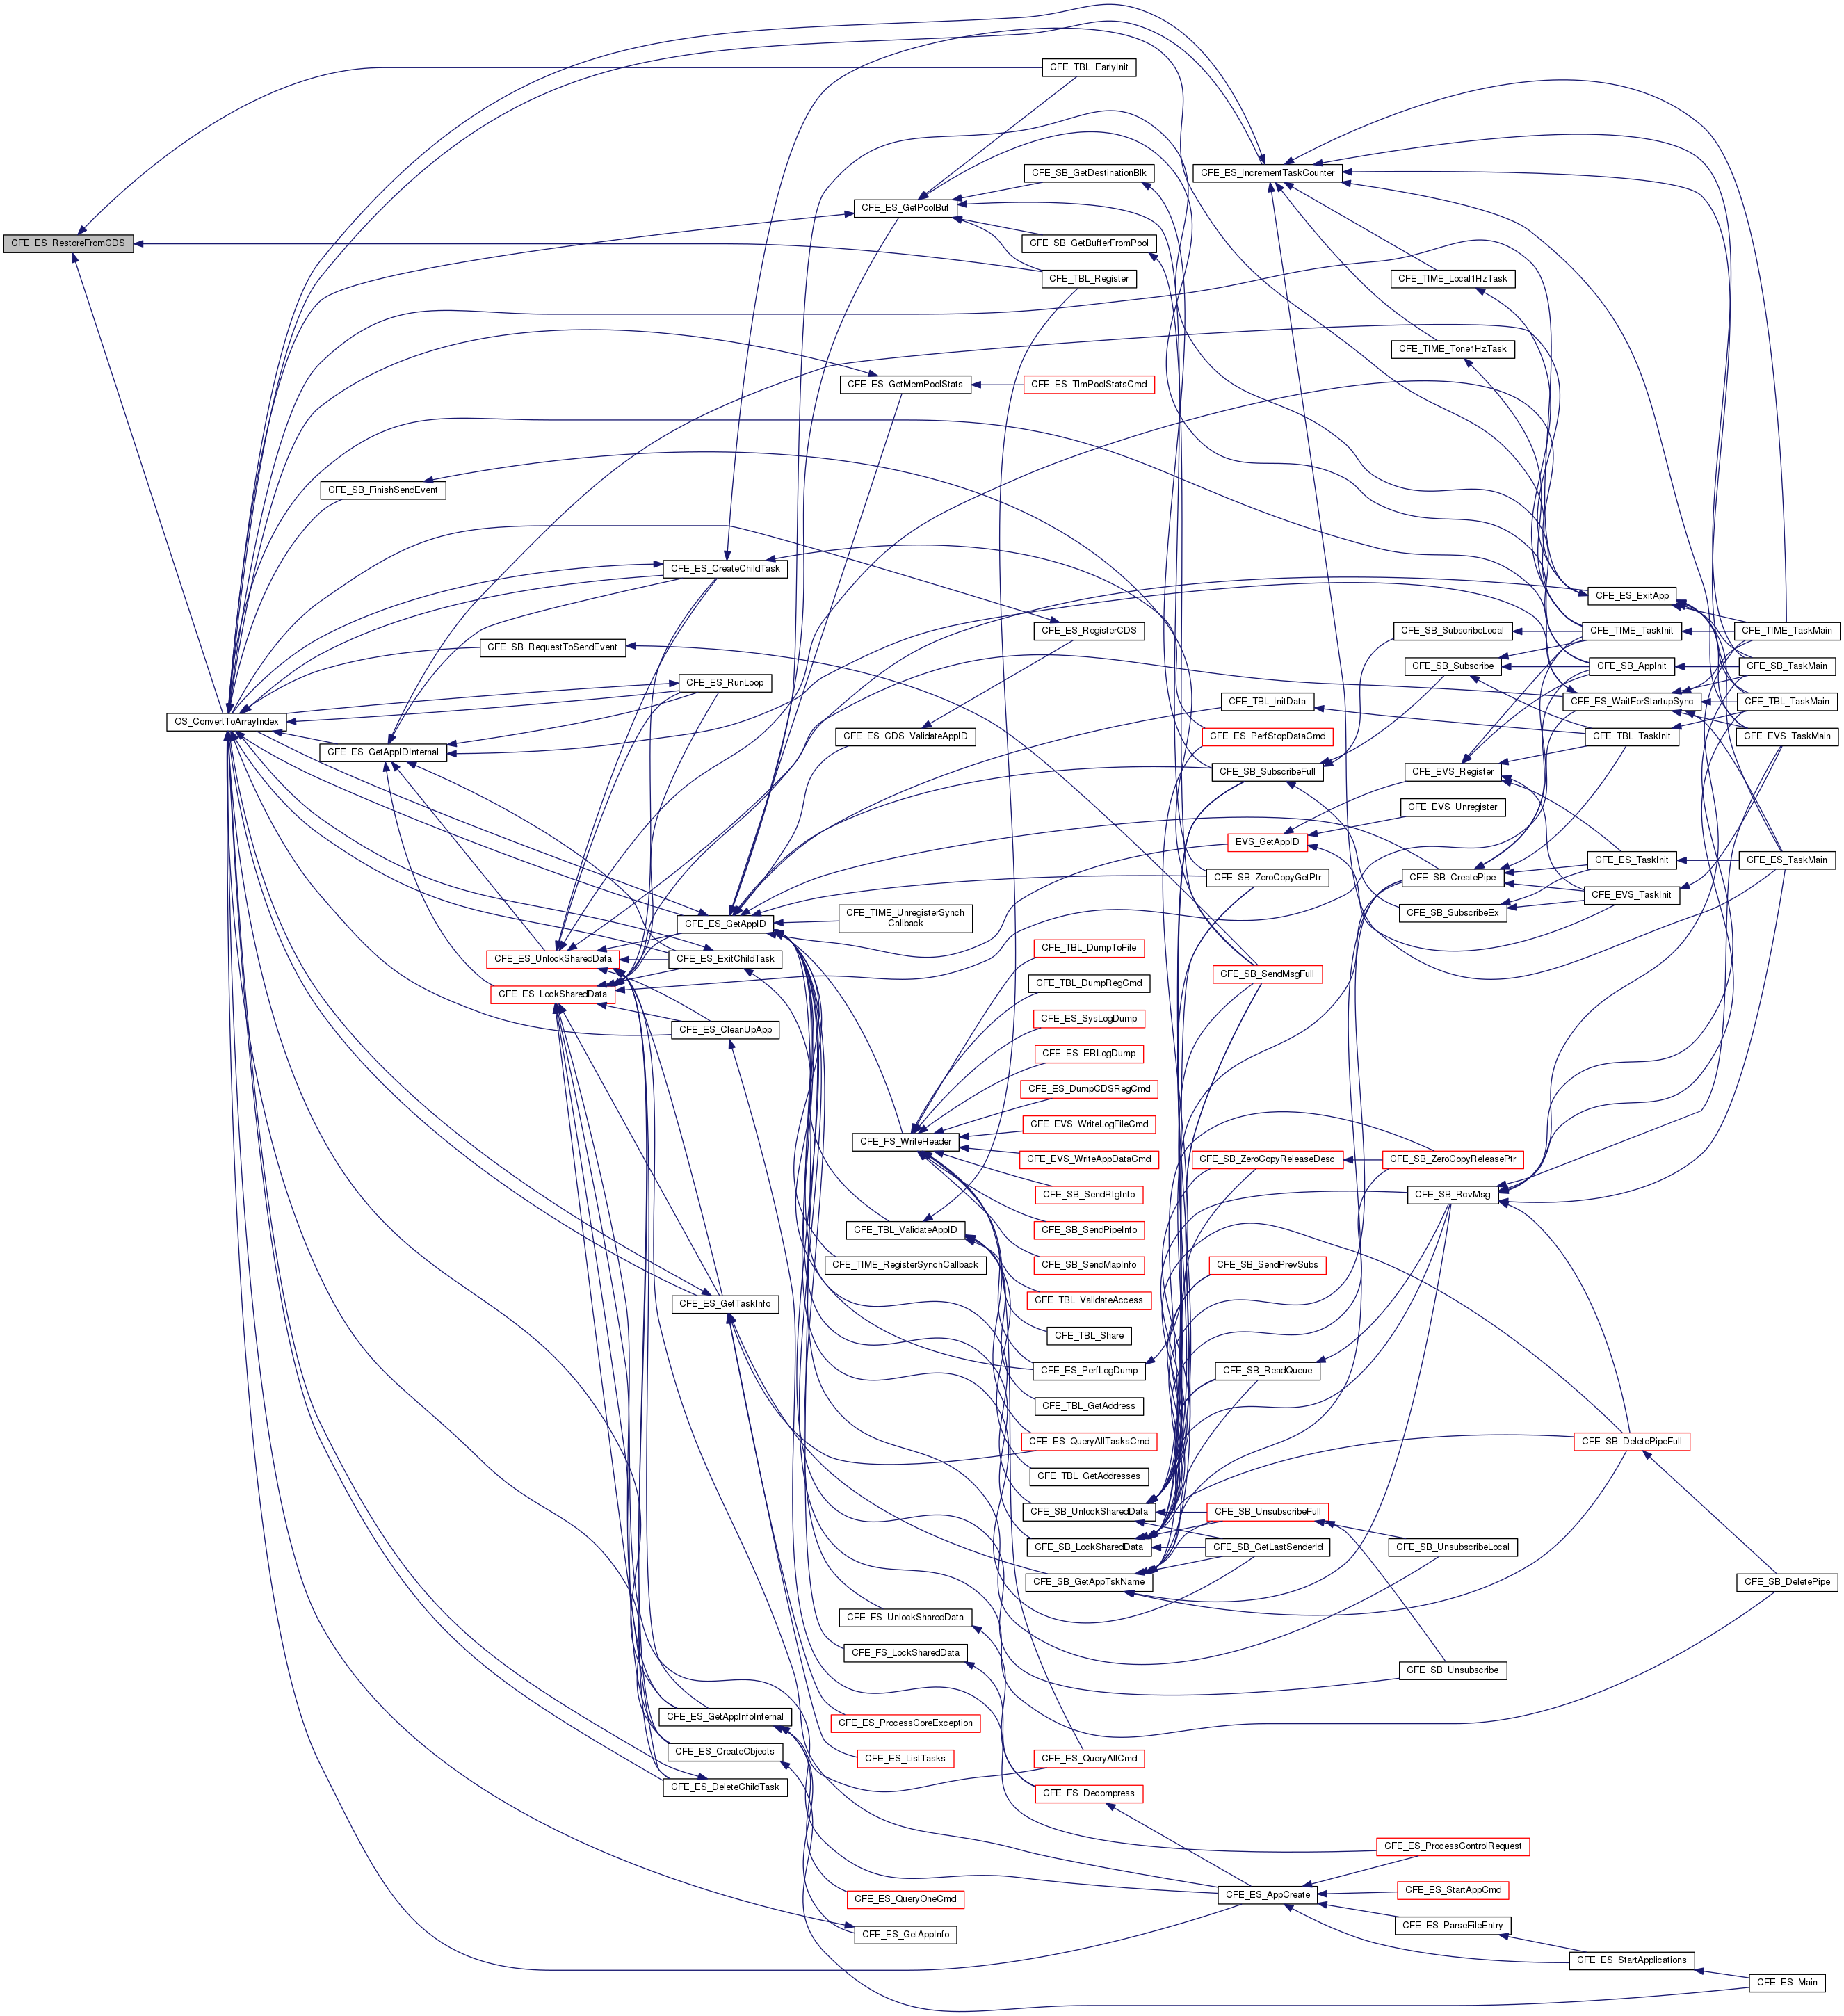 CFE_TBL_EarlyInit
CFE_SB_GetDestinationBlk
CFE_ES_IncrementTaskCounter
CFE_ES_GetPoolBuf
CFE_ES_RestoreFromCDS
CFE_SB_GetBufferFromPool
CFE_TBL_Register
CFE_TIME_Local1HzTask
CFE_TIME_Tone1HzTask
CFE_ES_GetMemPoolStats
CFE_ES_TlmPoolStatsCmd
CFE_SB_FinishSendEvent
CFE_ES_CreateChildTask
CFE_ES_ExitApp
CFE_ES_RegisterCDS
CFE_SB_SubscribeLocal
CFE_TIME_TaskInit
CFE_TIME_TaskMain
CFE_SB_RequestToSendEvent
CFE_SB_Subscribe
CFE_SB_AppInit
CFE_SB_TaskMain
CFE_ES_RunLoop
CFE_TBL_InitData
CFE_ES_WaitForStartupSync
CFE_TBL_TaskMain
OS_ConvertToArrayIndex
CFE_ES_CDS_ValidateAppID
CFE_ES_PerfStopDataCmd
CFE_TBL_TaskInit
CFE_EVS_TaskMain
CFE_ES_GetAppIDInternal
CFE_SB_SubscribeFull
CFE_EVS_Register
CFE_EVS_Unregister
EVS_GetAppID
CFE_ES_TaskInit
CFE_ES_TaskMain
CFE_SB_ZeroCopyGetPtr
CFE_SB_CreatePipe
CFE_EVS_TaskInit
CFE_TIME_UnregisterSynch
Callback
CFE_SB_SubscribeEx
CFE_ES_GetAppID
CFE_TBL_DumpToFile
CFE_ES_UnlockSharedData
CFE_ES_ExitChildTask
CFE_SB_SendMsgFull
CFE_TBL_DumpRegCmd
CFE_ES_LockSharedData
CFE_ES_SysLogDump
CFE_ES_CleanUpApp
CFE_ES_ERLogDump
CFE_ES_DumpCDSRegCmd
CFE_EVS_WriteLogFileCmd
CFE_FS_WriteHeader
CFE_EVS_WriteAppDataCmd
CFE_SB_ZeroCopyReleaseDesc
CFE_SB_ZeroCopyReleasePtr
CFE_SB_SendRtgInfo
CFE_SB_RcvMsg
CFE_TBL_ValidateAppID
CFE_SB_SendPipeInfo
CFE_TIME_RegisterSynchCallback
CFE_SB_SendMapInfo
CFE_SB_SendPrevSubs
CFE_ES_GetTaskInfo
CFE_TBL_ValidateAccess
CFE_TBL_Share
CFE_ES_PerfLogDump
CFE_SB_ReadQueue
CFE_TBL_GetAddress
CFE_ES_QueryAllTasksCmd
CFE_SB_DeletePipeFull
CFE_TBL_GetAddresses
CFE_SB_UnlockSharedData
CFE_SB_UnsubscribeFull
CFE_SB_LockSharedData
CFE_SB_GetLastSenderId
CFE_SB_UnsubscribeLocal
CFE_SB_GetAppTskName
CFE_SB_DeletePipe
CFE_FS_UnlockSharedData
CFE_FS_LockSharedData
CFE_SB_Unsubscribe
CFE_ES_GetAppInfoInternal
CFE_ES_ProcessCoreException
CFE_ES_CreateObjects
CFE_ES_ListTasks
CFE_ES_QueryAllCmd
CFE_ES_DeleteChildTask
CFE_FS_Decompress
CFE_ES_ProcessControlRequest
CFE_ES_QueryOneCmd
CFE_ES_AppCreate
CFE_ES_StartAppCmd
CFE_ES_GetAppInfo
CFE_ES_ParseFileEntry
CFE_ES_StartApplications
CFE_ES_Main